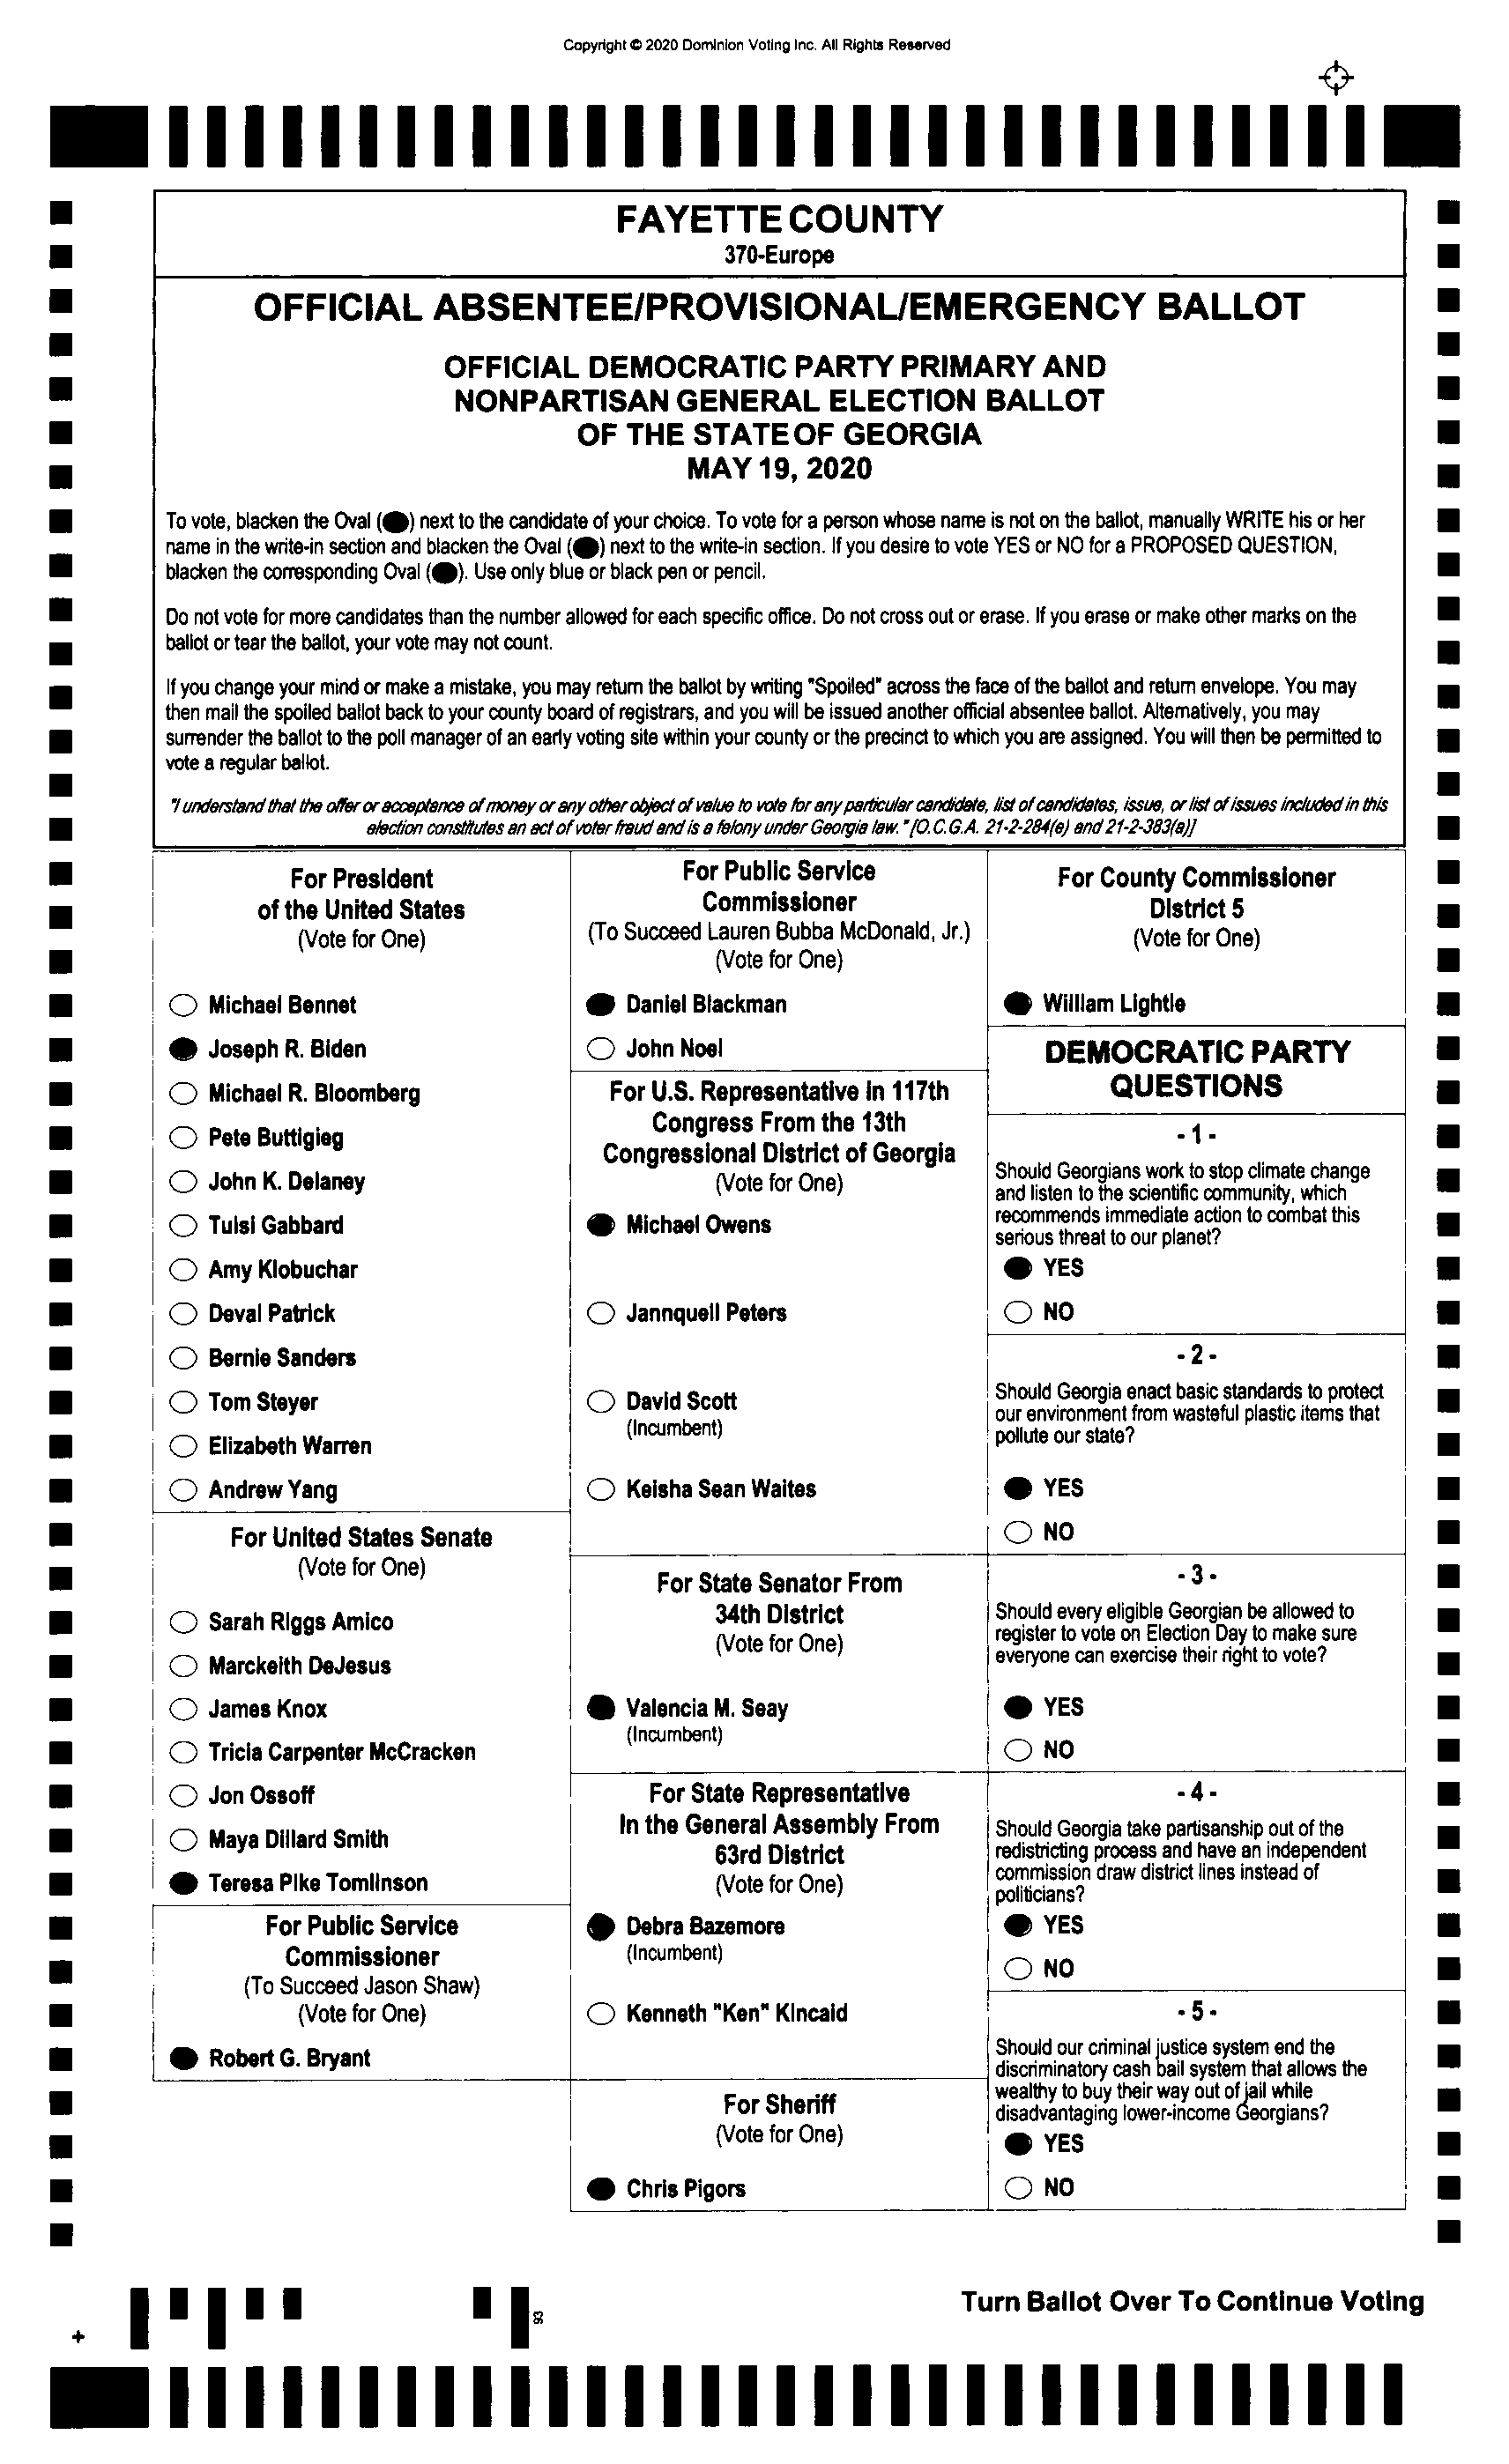 Copyright © 2020 Dominion Voting Inc. All Rights Reserved
FAYETTE COUNTY
370-Europe
OFFICIAL ABSENTEE/PROVISIONAL/EMERGENCY BALLOT
OFFICIAL DEMOCRATIC PARTY PRIMARY AND
NONPARTISAN GENERAL ELECTION BALLOT
OF THE STATE OF GEORGIA
MAY 19, 2020
To vote, blacken the Oval (●) next to the candidate of your choice. To vote for a person whose name is not on the ballot, manually WRITE his or her
name in the write-in section and blacken the Oval (●) next to the write-in section. If you desire to vote YES or NO for a PROPOSED QUESTION,
blacken the corresponding Oval (●). Use only blue or black pen or pencil.
Do not vote for more candidates than the number allowed for each specific office. Do not cross out or erase. If you erase or make other marks on the
ballot or tear the ballot, your vote may not count.
If you change your mind or make a mistake, you may return the ballot by writing "Spoiled" across the face of the ballot and return envelope. You may
then mail the spoiled ballot back to your county board of registrars, and you will be issued another official absentee ballot. Alternatively, you may
surrender the ballot to the poll manager of an early voting site within your county or the precinct to which you are assigned. You will then be permitted to
vote a regular ballot.
"I understand that the offer or acceptance of money or any other object of value to vote for any particular candidate, list of candidates, issue, or list of issues included in this
election constitutes an act of voter fraud and is a felony under Georgia law." [O.C.G.A. 21-2-284(e) and 21-2-383(a)]
For President
of the United States
(Vote for One)
Michael Bennet
Joseph R. Biden
Michael R. Bloomberg
Pete Buttigieg
John K. Delaney
Tulsi Gabbard
Amy Klobuchar
Deval Patrick
Bernie Sanders
Tom Steyer
Elizabeth Warren
Andrew Yang
For United States Senate
(Vote for One)
Sarah Riggs Amico
Marckeith DeJesus
James Knox
Tricia Carpenter McCracken
Jon Ossoff
Maya Dillard Smith
Teresa Pike Tomlinson
For Public Service
Commissioner
(To Succeed Jason Shaw)
(Vote for One)
Robert G. Bryant
For Public Service
Commissioner
(To Succeed Lauren Bubba McDonald, Jr.)
(Vote for One)
Daniel Blackman
John Noel
For U.S. Representative in 117th
Congress From the 13th
Congressional District of Georgia
(Vote for One)
Michael Owens
Jannquell Peters
David Scott
(Incumbent)
Keisha Sean Waites
For State Senator From
34th District
(Vote for One)
Valencia M. Seay
(Incumbent)
For State Representative
In the General Assembly From
63rd District
(Vote for One)
Debra Bazemore
(Incumbent)
Kenneth "Ken" Kincaid
For Sheriff
(Vote for One)
Chris Pigors
For County Commissioner
District 5
(Vote for One)
William Lightle
DEMOCRATIC PARTY
QUESTIONS
- 1 -
Should Georgians work to stop climate change
and listen to the scientific community, which
recommends immediate action to combat this
serious threat to our planet?
YES
NO
- 2 -
Should Georgia enact basic standards to protect
our environment from wasteful plastic items that
pollute our state?
YES
NO
- 3 -
Should every eligible Georgian be allowed to
register to vote on Election Day to make sure
everyone can exercise their right to vote?
YES
NO
- 4 -
Should Georgia take partisanship out of the
redistricting process and have an independent
commission draw district lines instead of
politicians?
YES
NO
- 5 -
Should our criminal justice system end the
discriminatory cash bail system that allows the
wealthy to buy their way out of jail while
disadvantaging lower-income Georgians?
YES
NO
Turn Ballot Over To Continue Voting